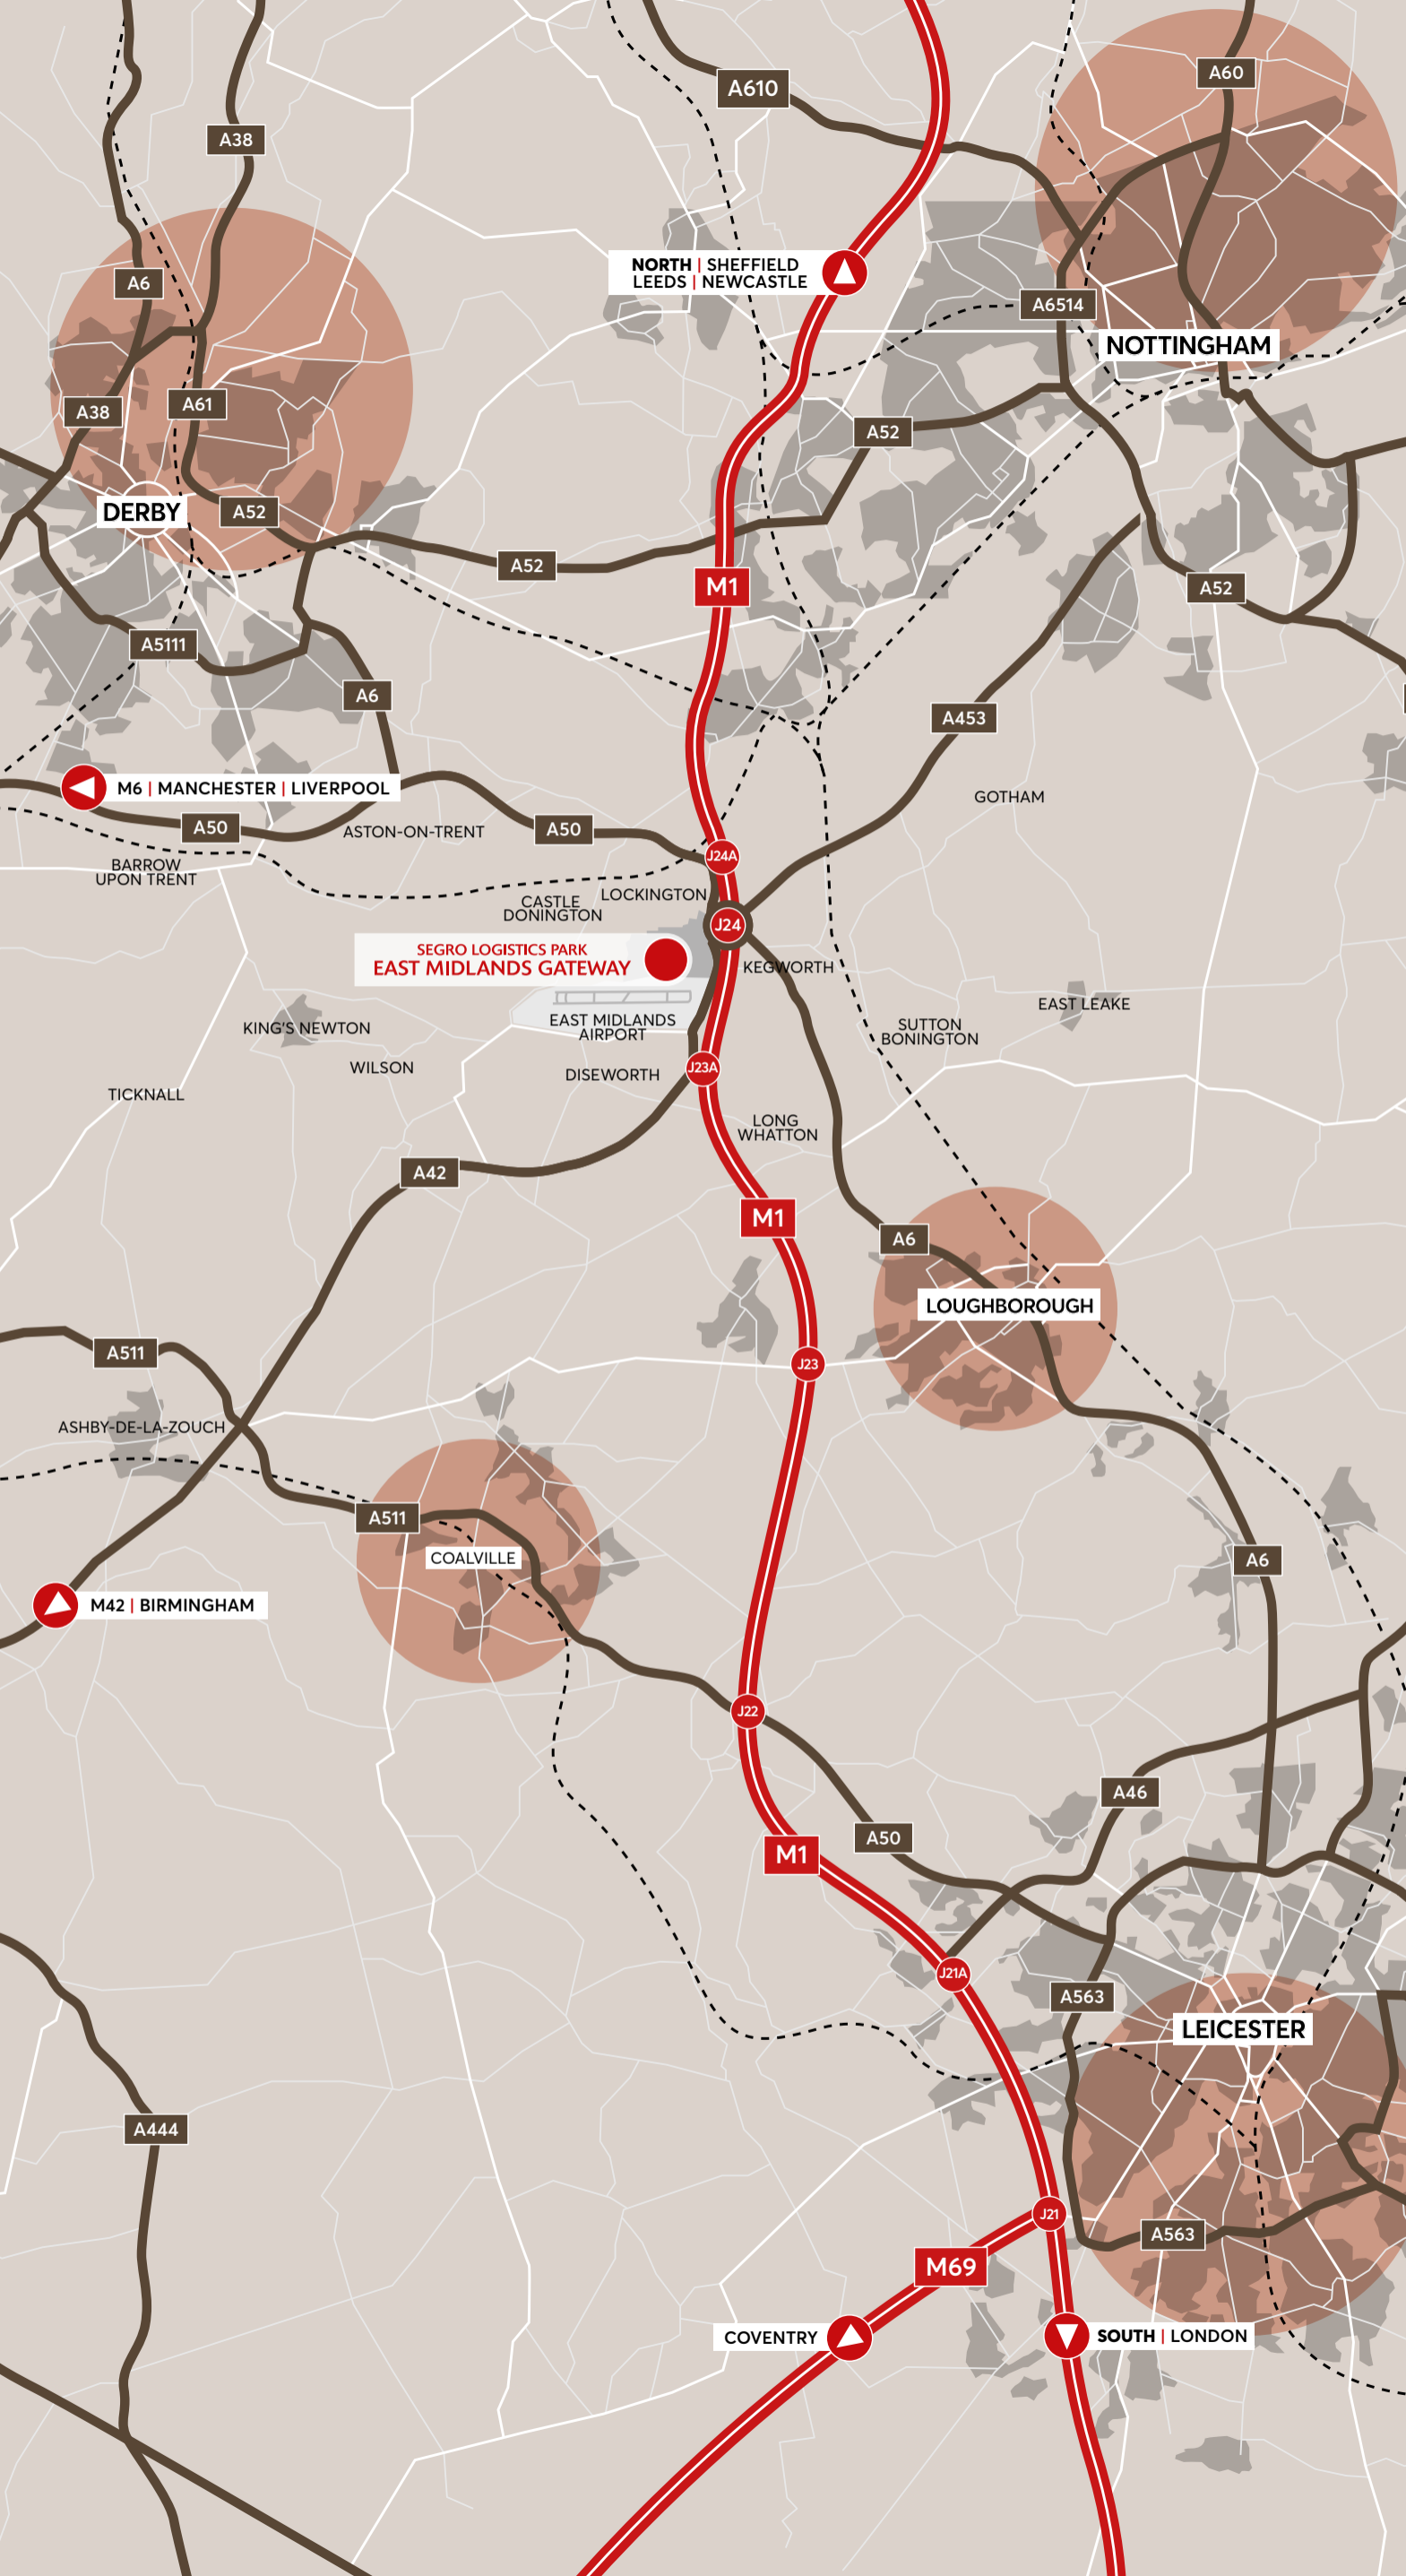 A60
A610
A38
NORTH | SHEFFIELD
LEEDS | NEWCASTLE
A6
A6514
NOTTINGHAM
A38
A61
A52
DERBY
A52
A52
M1
A52
A5111
A6
A453
M6 | MANCHESTER | LIVERPOOL
GOTHAM
A50
A50
ASTON-ON-TRENT
J24A
BARROW
UPON TRENT
LOCKINGTON
CASTLE
DONINGTON
J24
SEGRO LOGISTICS PARK
EAST MIDLANDS GATEWAY
KEGWORTH
EAST LEAKE
EAST MIDLANDS
AIRPORT
KING'S NEWTON
SUTTON
BONINGTON
WILSON
J23A
DISEWORTH
TICKNALL
LONG
WHATTON
A42
M1
A6
LOUGHBOROUGH
A511
J23
ASHBY-DE-LA-ZOUCH
A511
COALVILLE
A6
M42 | BIRMINGHAM
J22
A46
A50
M1
J21A
A563
LEICESTER
A444
J21
A563
M69
COVENTRY
SOUTH | LONDON